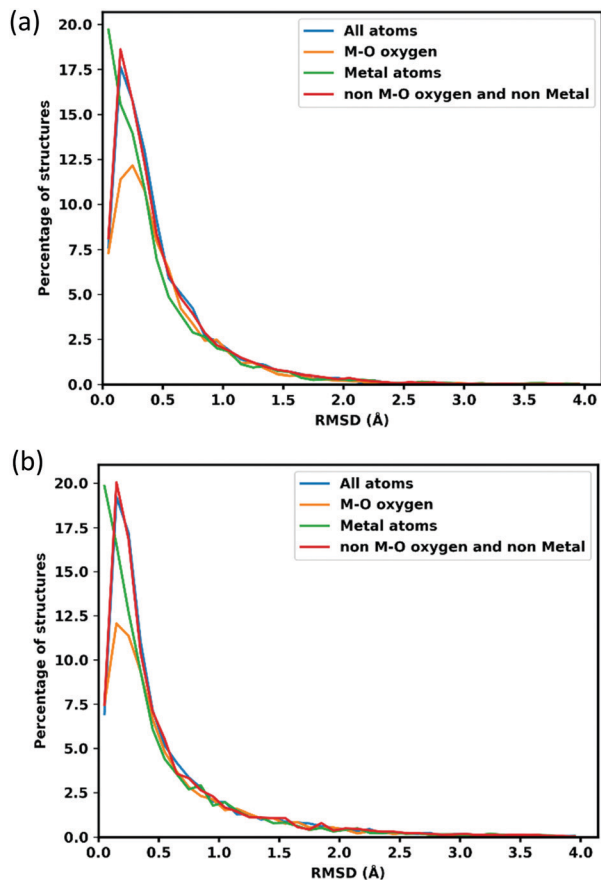 (a)
20.0
17.5
15.0
12.5
10.0
7.5
5.0
2.5
0.0
Percentage of structures
All atoms
M-O oxygen
Metal atoms
non M-O oxygen and non Metal
0.0 0.5 1.0 1.5 2.0 2.5 3.0 3.5 4.0
RMSD (Å)
(b)
20.0
17.5
15.0
12.5
10.0
7.5
5.0
2.5
0.0
Percentage of structures
All atoms
M-O oxygen
Metal atoms
non M-O oxygen and non Metal
0.0 0.5 1.0 1.5 2.0 2.5 3.0 3.5 4.0
RMSD (Å)